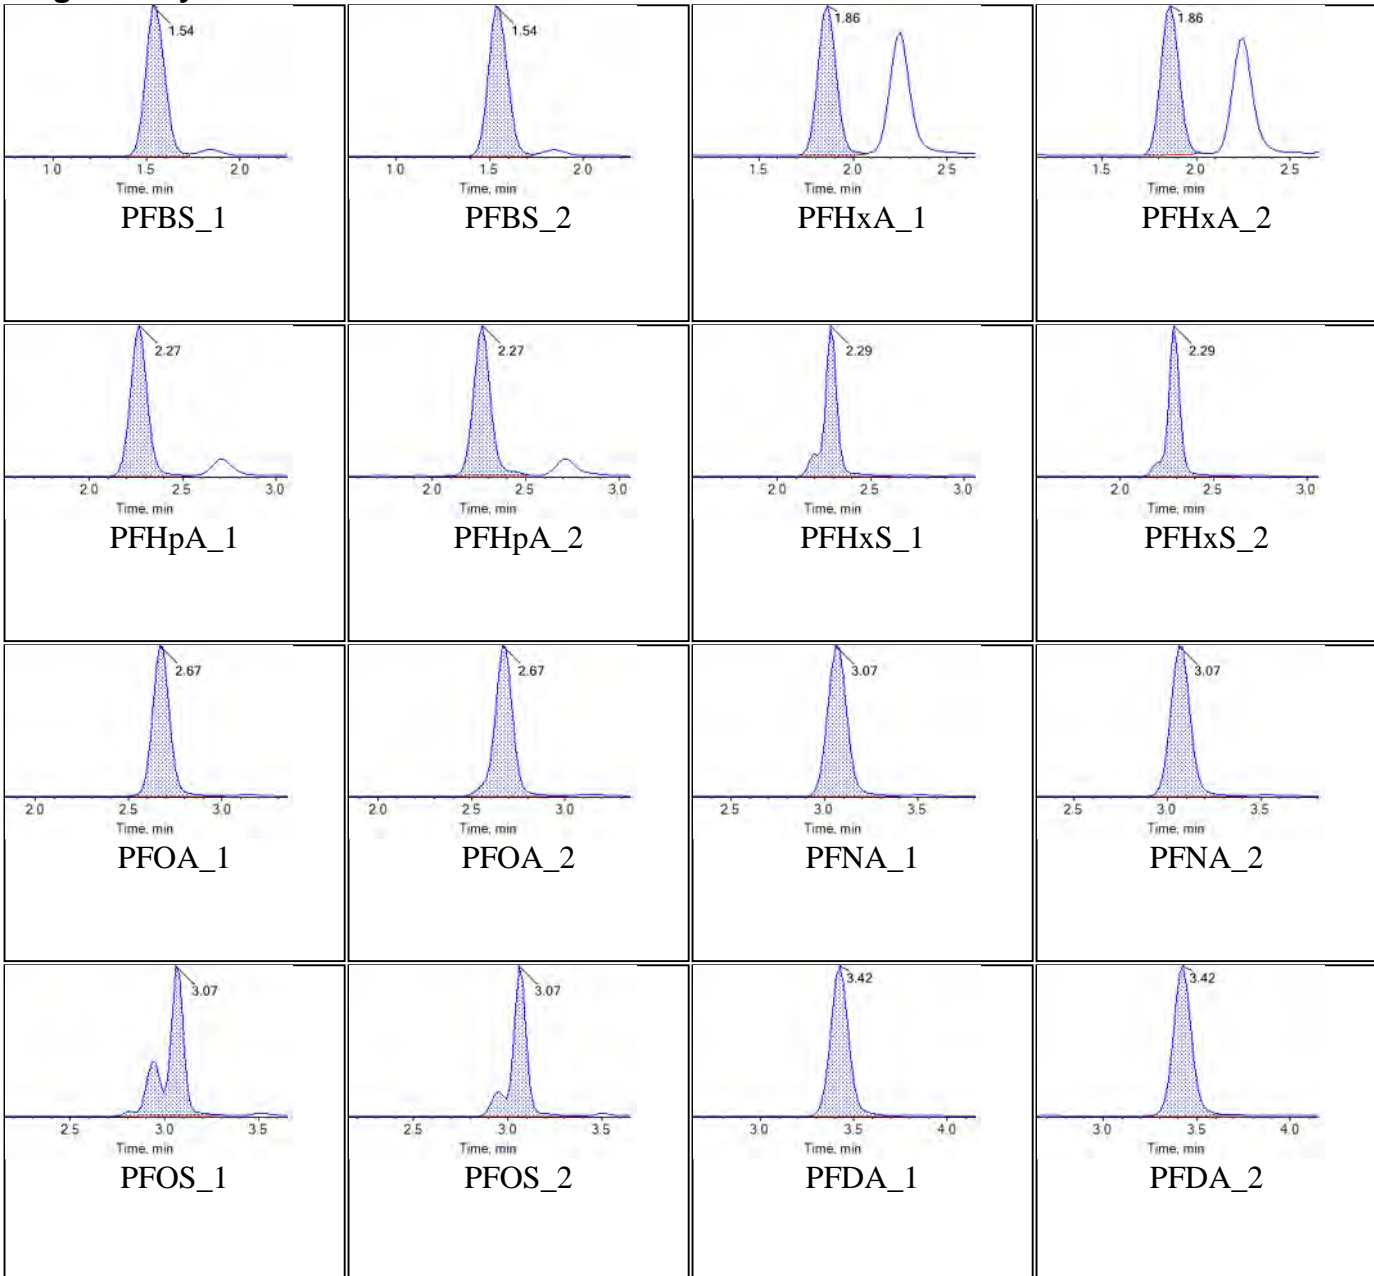 1.54 1.54 1.86 1.86
1.0 1.5 2.0 1.0 1.5 2.0 1.5 2.0 2.5 1.5 2.0 2.5
Time, min Time, min Time, min Time, min
PFBS_1 PFBS_2 PFHxA_1 PFHxA_2
2.27 2.27 2.29 2.29
2.0 2.5 3.0 2.0 2.5 3.0 2.0 2.5 3.0 2.0 2.5 3.0
Time, min Time, min Time, min Time, min
PFHpA_1 PFHpA_2 PFHxS_1 PFHxS_2
2.67 2.67 3.07 3.07
2.0 2.5 3.0 2.0 2.5 3.0 2.5 3.0 3.5 2.5 3.0 3.5
Time, min Time, min Time, min Time, min
PFOA_1 PFOA_2 PFNA_1 PFNA_2
3.07 3.07 3.42 3.42
2.5 3.0 3.5 2.5 3.0 3.5 3.0 3.5 4.0 3.0 3.5 4.0
Time, min Time, min Time, min Time, min
PFOS_1 PFOS_2 PFDA_1 PFDA_2